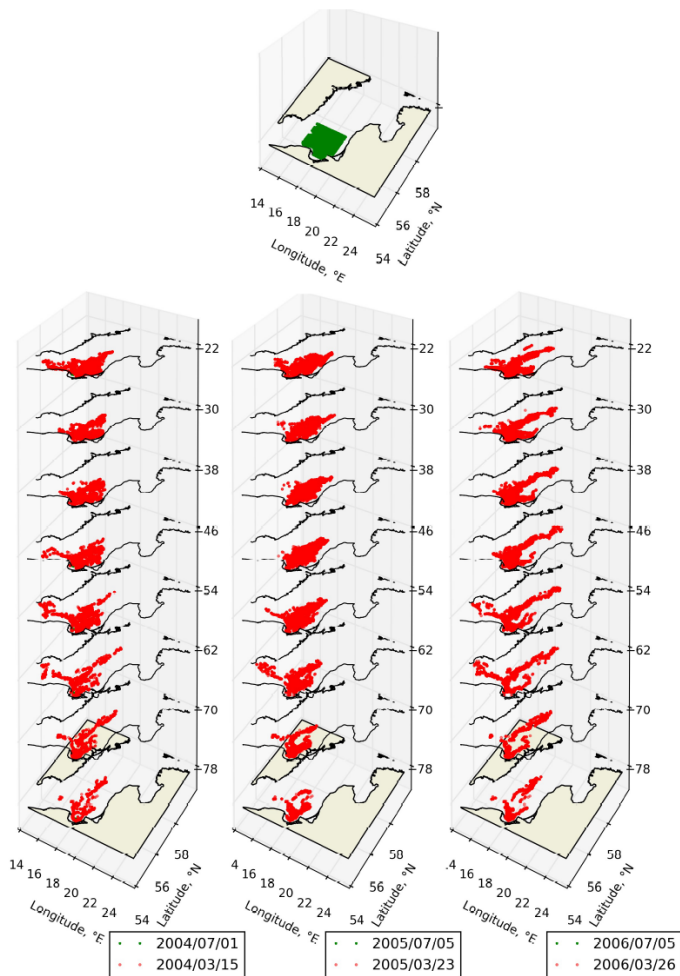 14 16 18 20 22 24
54 56 58
Longitude, °E
Latitude, °N
22 22 22
30 30 30
38 38 38
46 46 46
54 54 54
62 62 62
70 70 70
78 78 78
14 16 18 20 22 24
54 56 58
Longitude, °E
Latitude, °N
4 16 18 20 22 24
54 56 58
Longitude, °E
Latitude, °N
.4 16 18 20 22 24
54 56 58
Longitude, °E
Latitude, °N
2004/07/01
2004/03/15
2005/07/05
2005/03/23
2006/07/05
2006/03/26